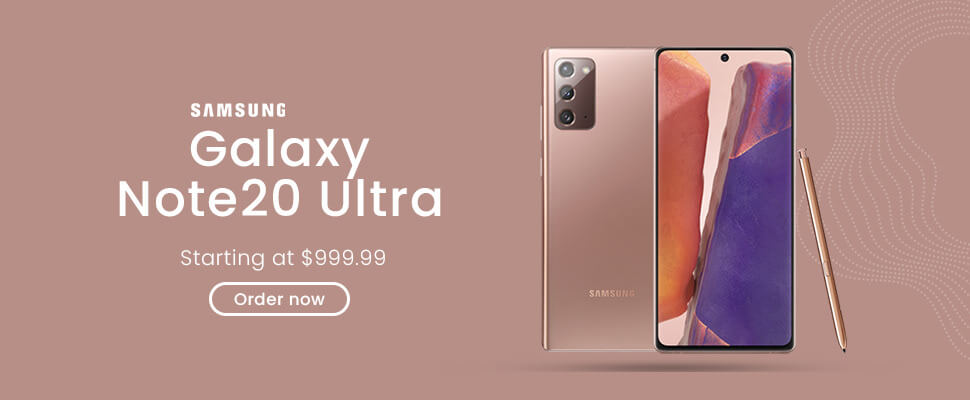 SAMSUNG
Galaxy
Note20 Ultra
Starting at $999.99
Order now
SAMSUNG